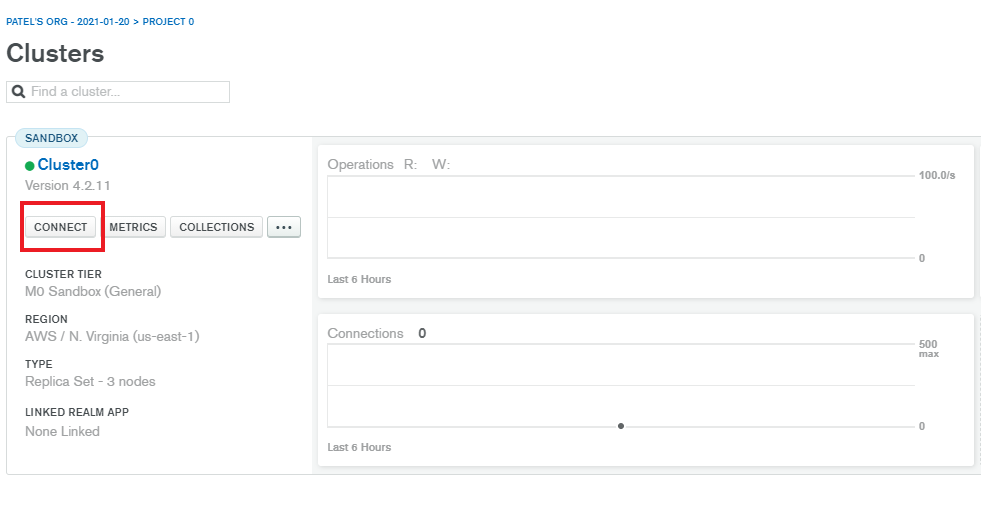 PATEL'S ORG - 2021-01-20 > PROJECT 0
Clusters
Find a cluster...
SANDBOX
Cluster0
Version 4.2.11
CONNECT METRICS COLLECTIONS ...
CLUSTER TIER
M0 Sandbox (General)
REGION
AWS / N. Virginia (us-east-1)
TYPE
Replica Set - 3 nodes
LINKED REALM APP
None Linked
Operations R: W:
100.0/s
0
Last 6 Hours
Connections 0
500
max
0
Last 6 Hours